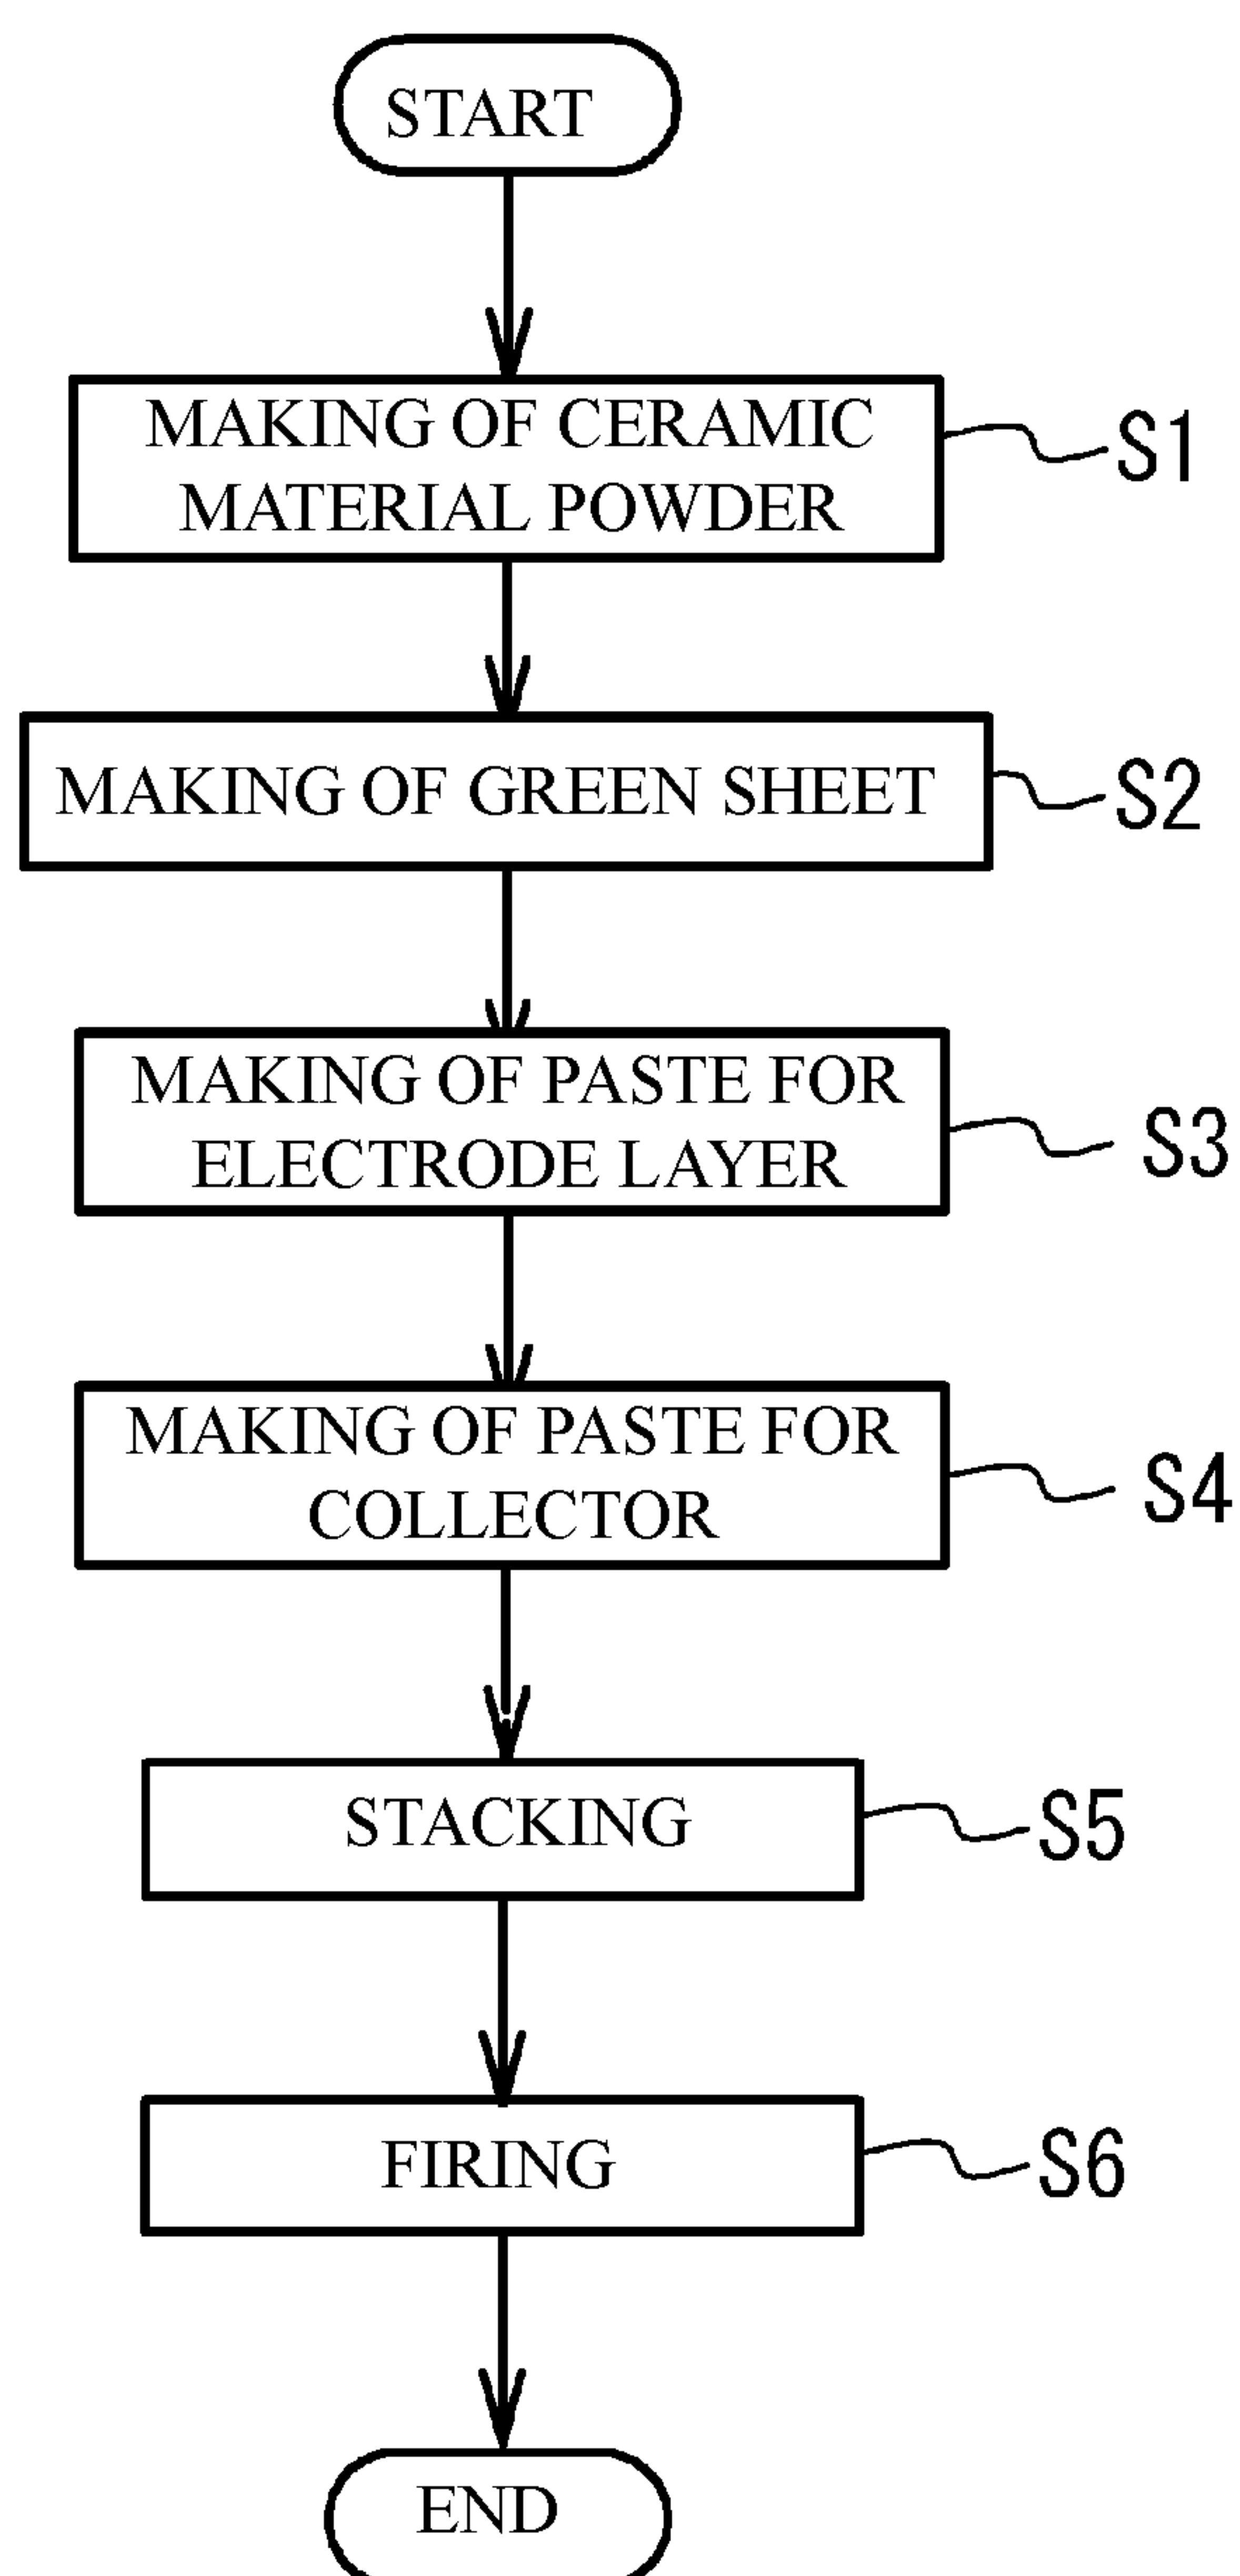 START
MAKING OF CERAMIC
MATERIAL POWDER
S1
MAKING OF GREEN SHEET
S2
MAKING OF PASTE FOR
ELECTRODE LAYER
S3
MAKING OF PASTE FOR
COLLECTOR
S4
STACKING
S5
FIRING
S6
END